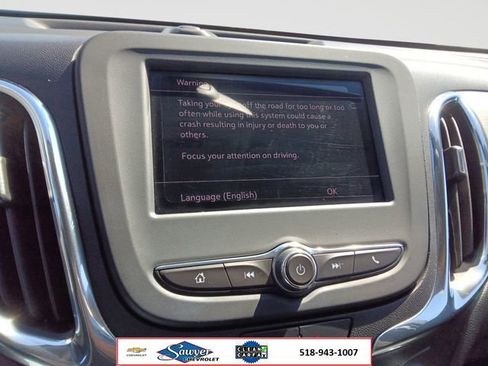 Warning
Taking your off the road for too long or too
often while using this system could cause a
crash resulting in injury or death to you or
others.
Focus your attention on driving.
Language (English)
OK
CHEVROLET
Sawyer
CHEVROLET
CLEAN
CARFAX
518-943-1007